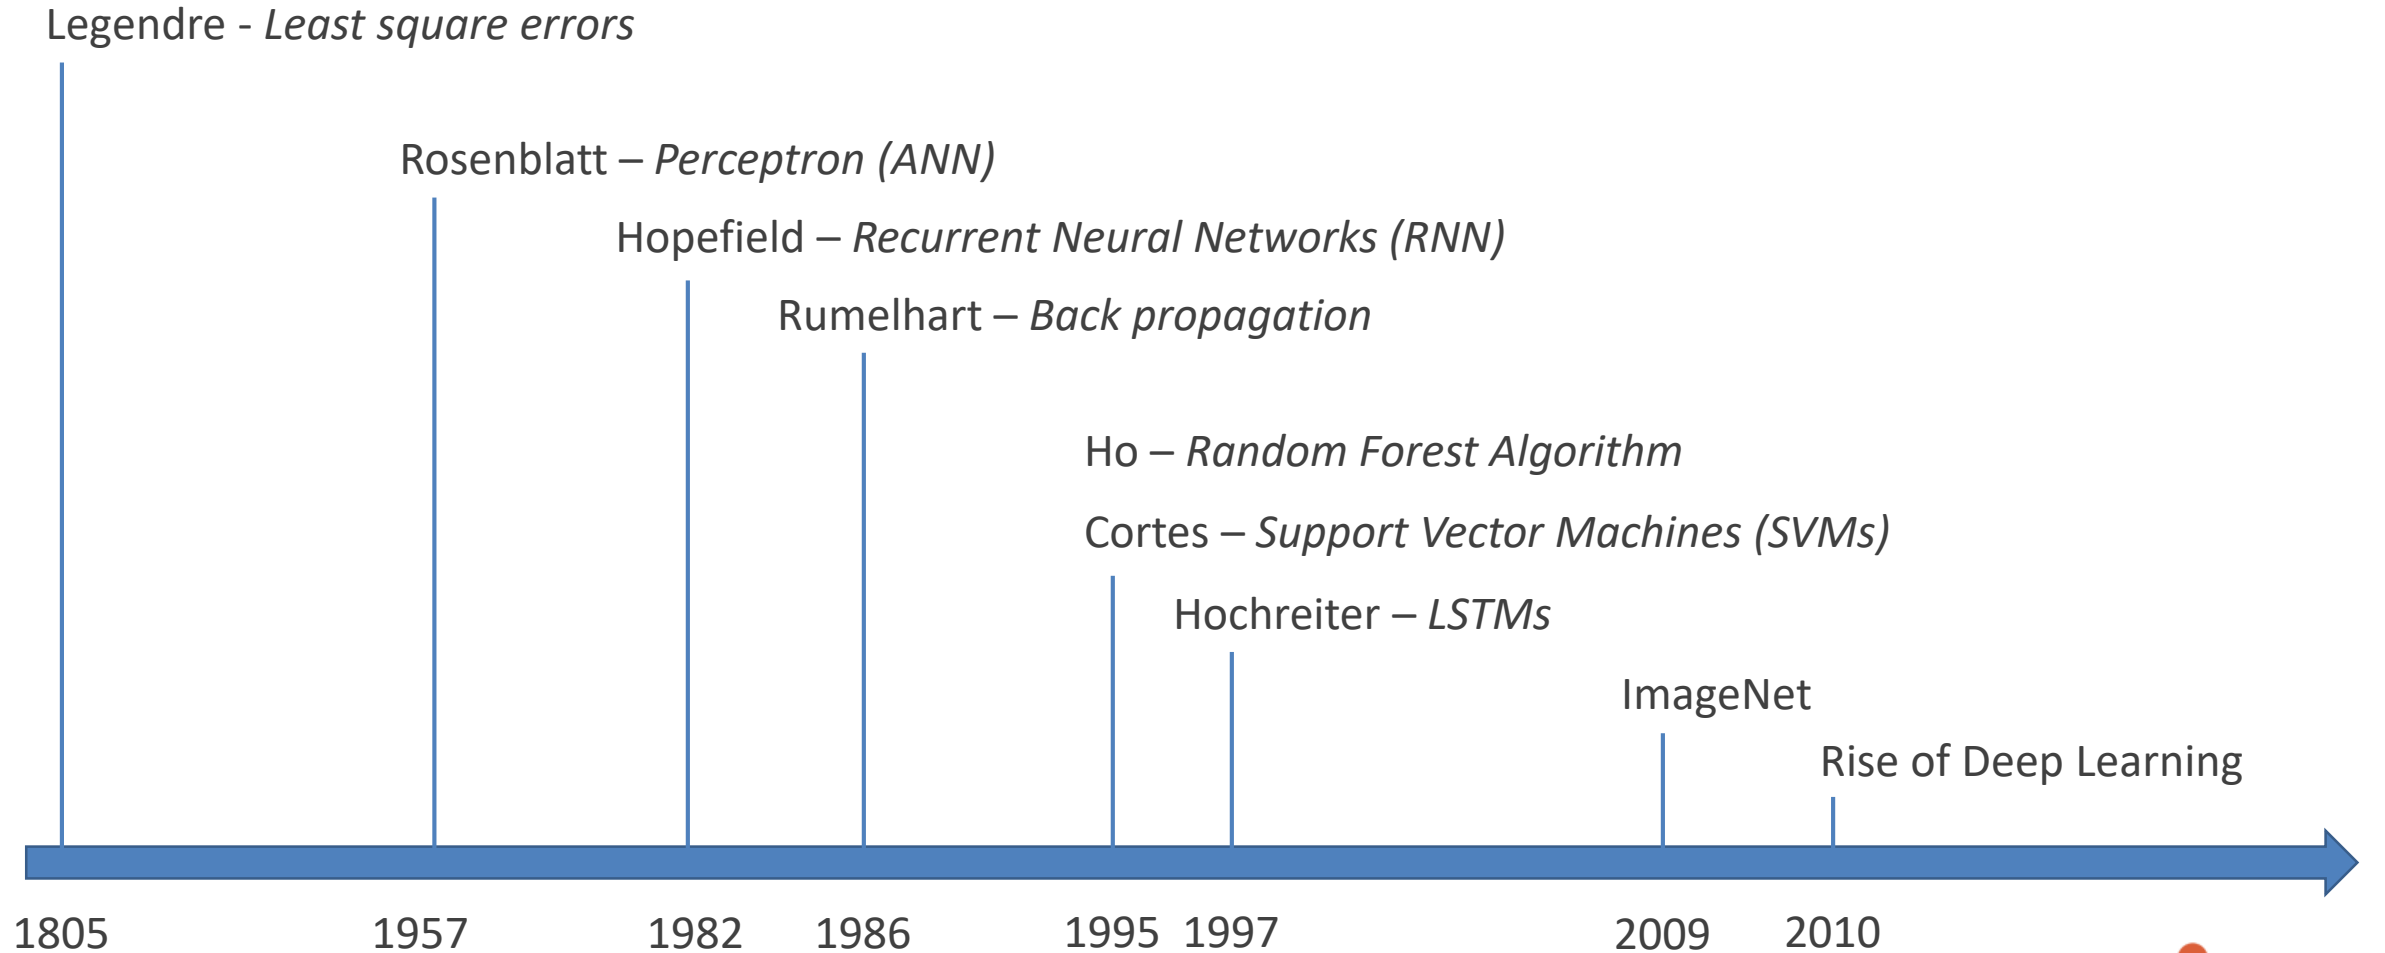 Legendre - Least square errors
Rosenblatt – Perceptron (ANN)
Hopefield – Recurrent Neural Networks (RNN)
Rumelhart – Back propagation
Ho – Random Forest Algorithm
Cortes – Support Vector Machines (SVMs)
Hochreiter – LSTMs
ImageNet
Rise of Deep Learning
1805 1957 1982 1986 1995 1997 2009 2010